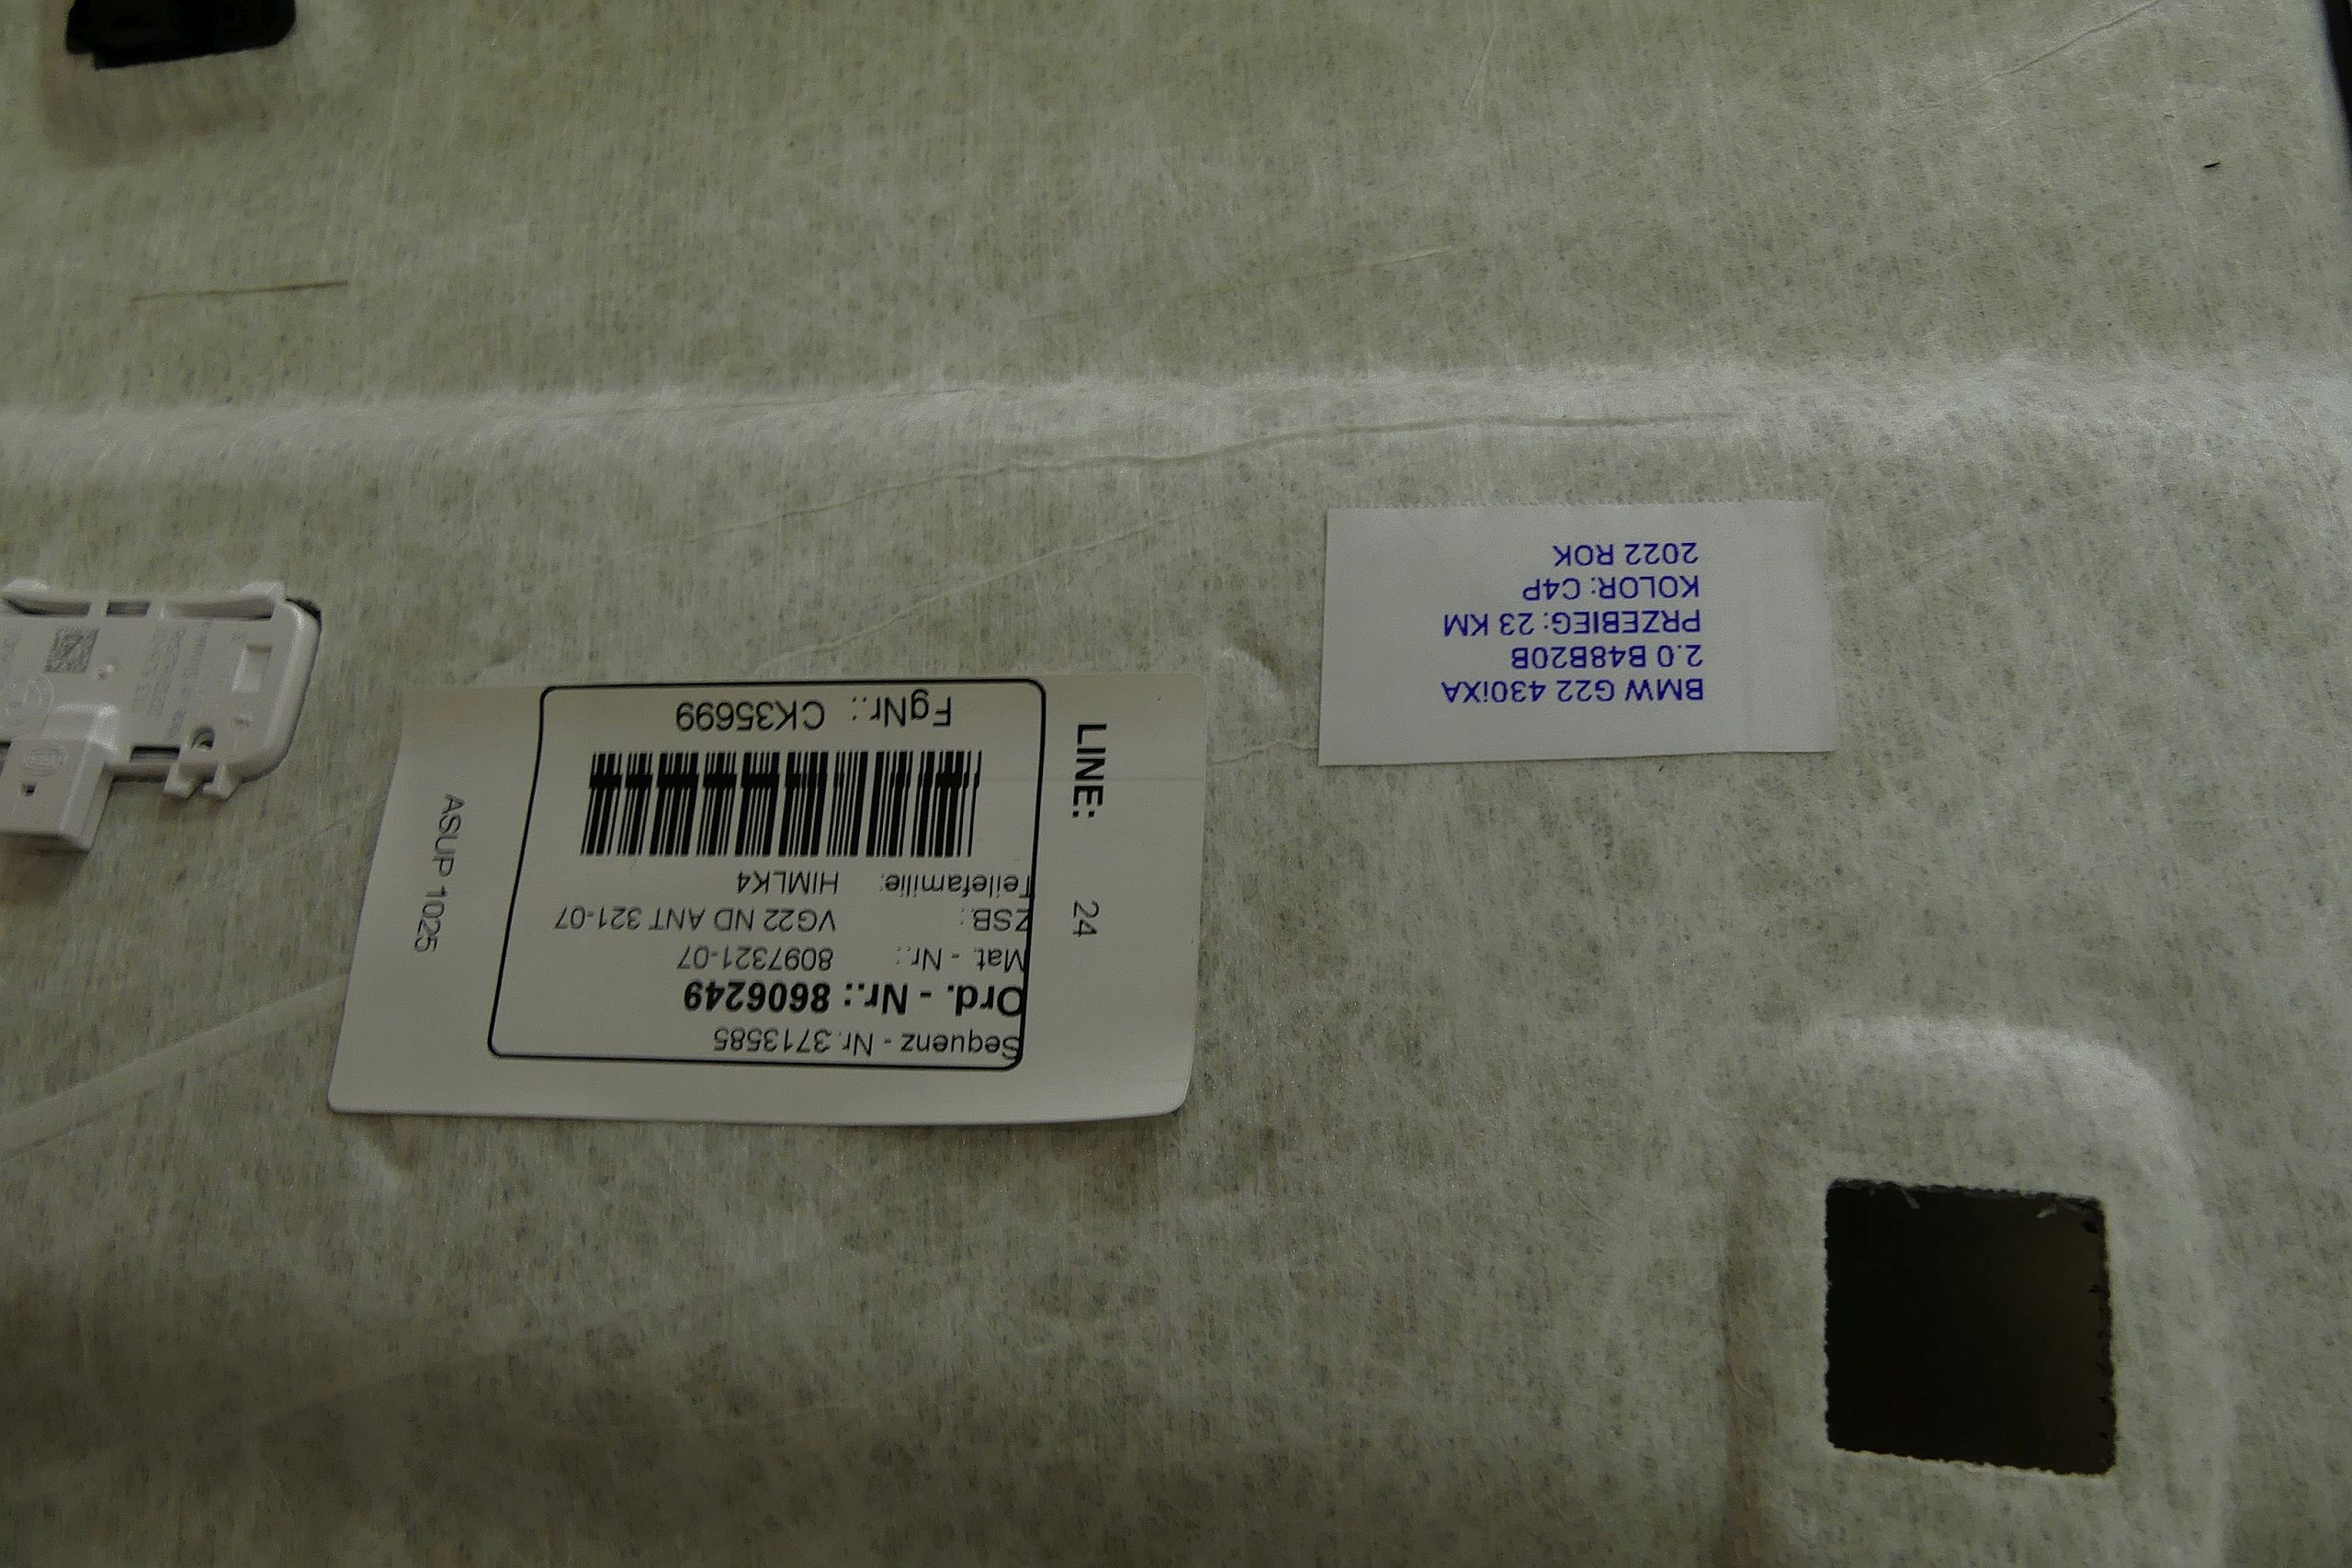 Sequenz - Nr. 3713585
Ord. - Nr.: 8606249
Mat. - Nr.: 8097321-07
ZSB: VG22 ND ANT 321-07
Teilefamilie: HIMLK4
FgNr.: CK35699
LINE: 24
ASUP 1025
BMW G22 430iXA
2.0 B48B20B
PRZEBIEG: 23 KM
KOLOR: C4P
2022 ROK